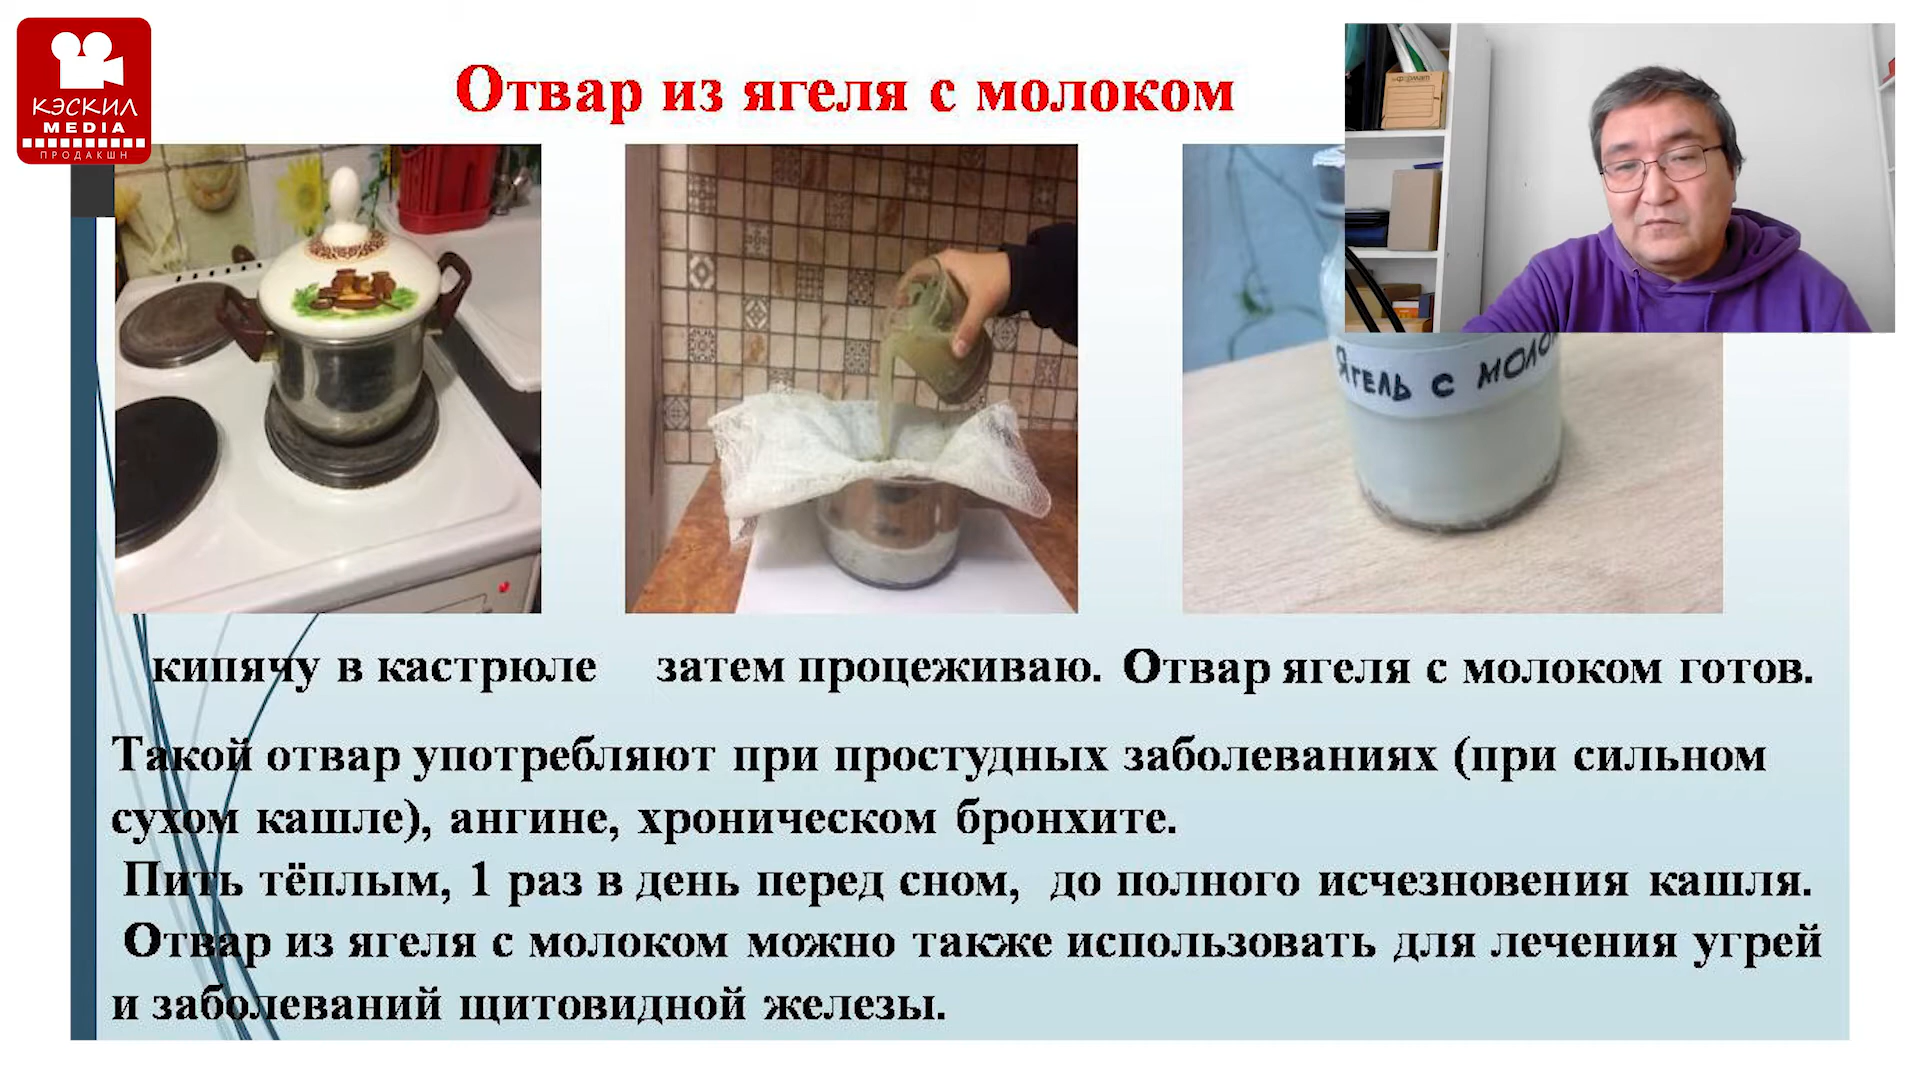 КЭСКИЛ
MEDIA
ПРОДАКШН
Отвар из ягеля с молоком
формат
Ягель с моло
кипячу в кастрюле затем процеживаю. Отвар ягеля с молоком готов.
Такой отвар употребляют при простудных заболеваниях (при сильном
сухом кашле), ангине, хроническом бронхите.
Пить тёплым, 1 раз в день перед сном, до полного исчезновения кашля.
Отвар из ягеля с молоком можно также использовать для лечения угрей
и заболеваний щитовидной железы.